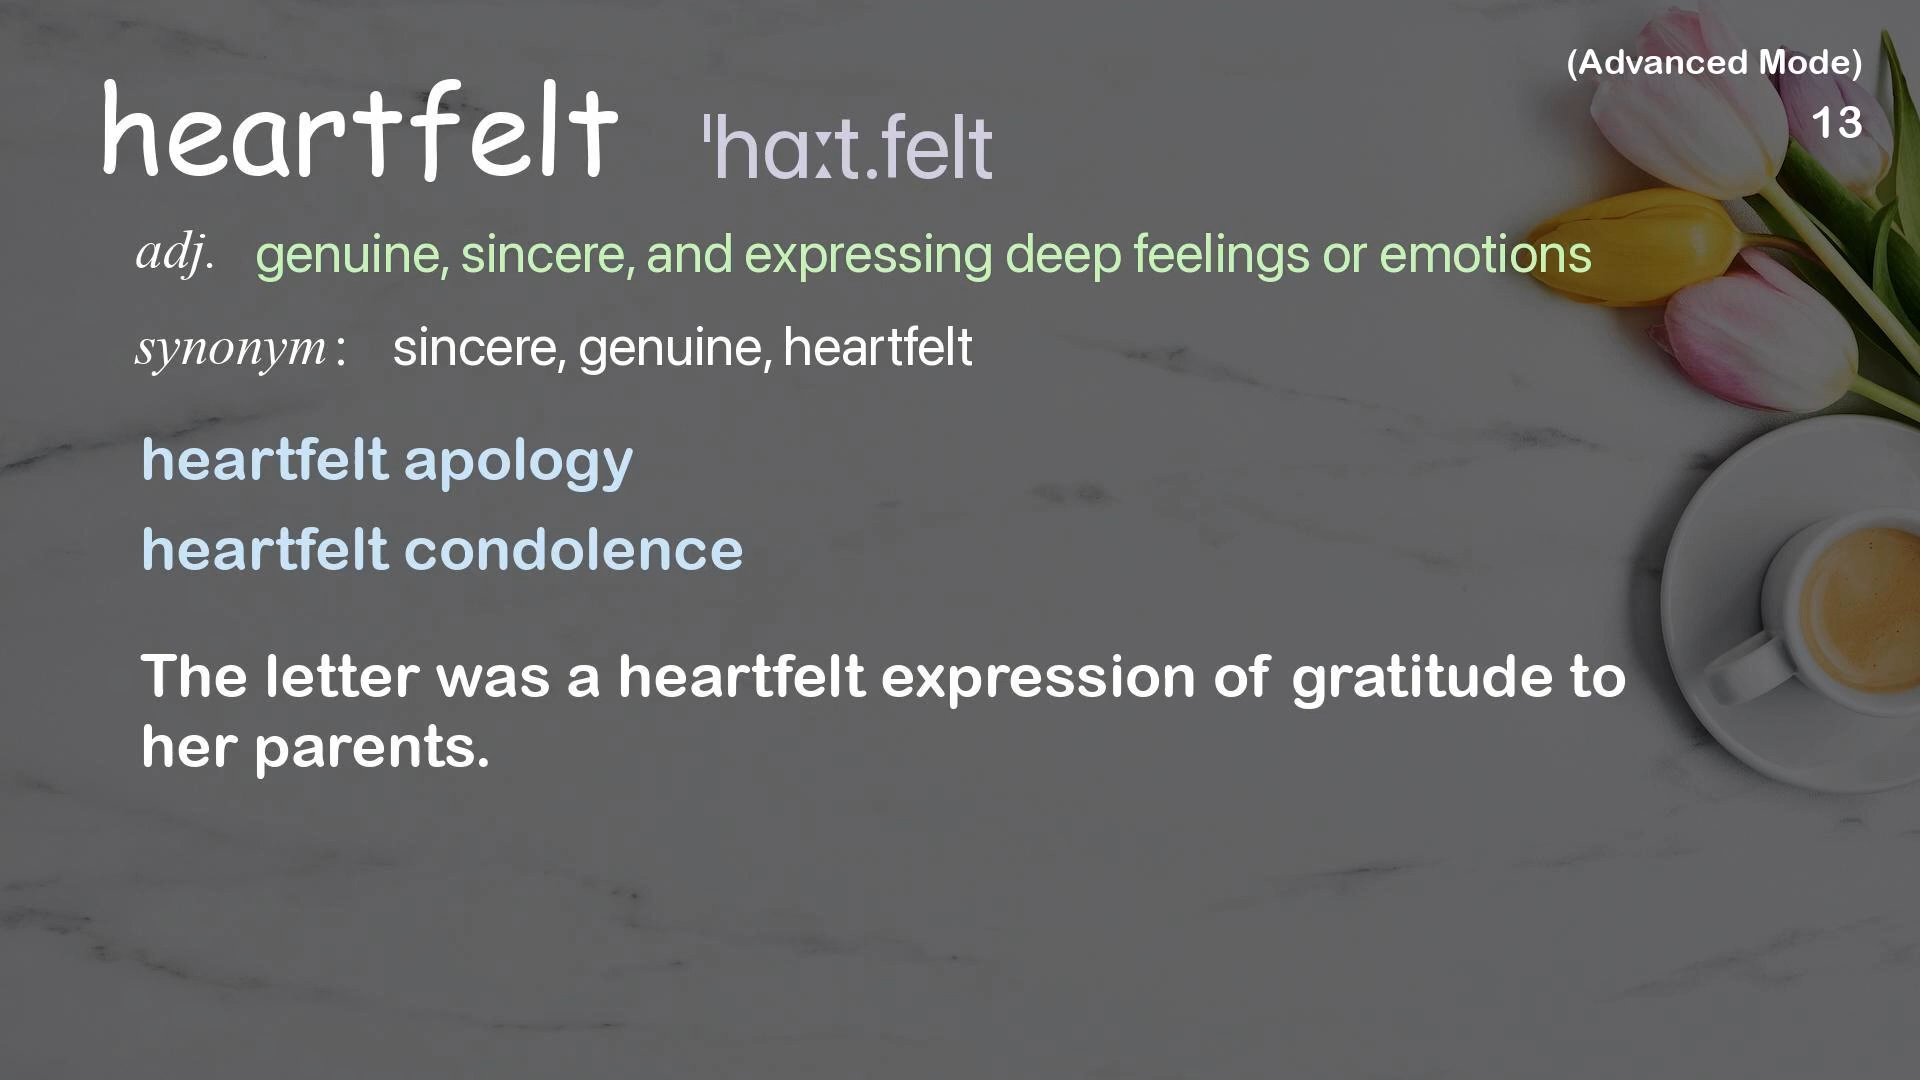 (Advanced Mode)
13
heartfelt ˈhɑːt.felt
adj. genuine, sincere, and expressing deep feelings or emotions
synonym: sincere, genuine, heartfelt
heartfelt apology
heartfelt condolence
The letter was a heartfelt expression of gratitude to
her parents.